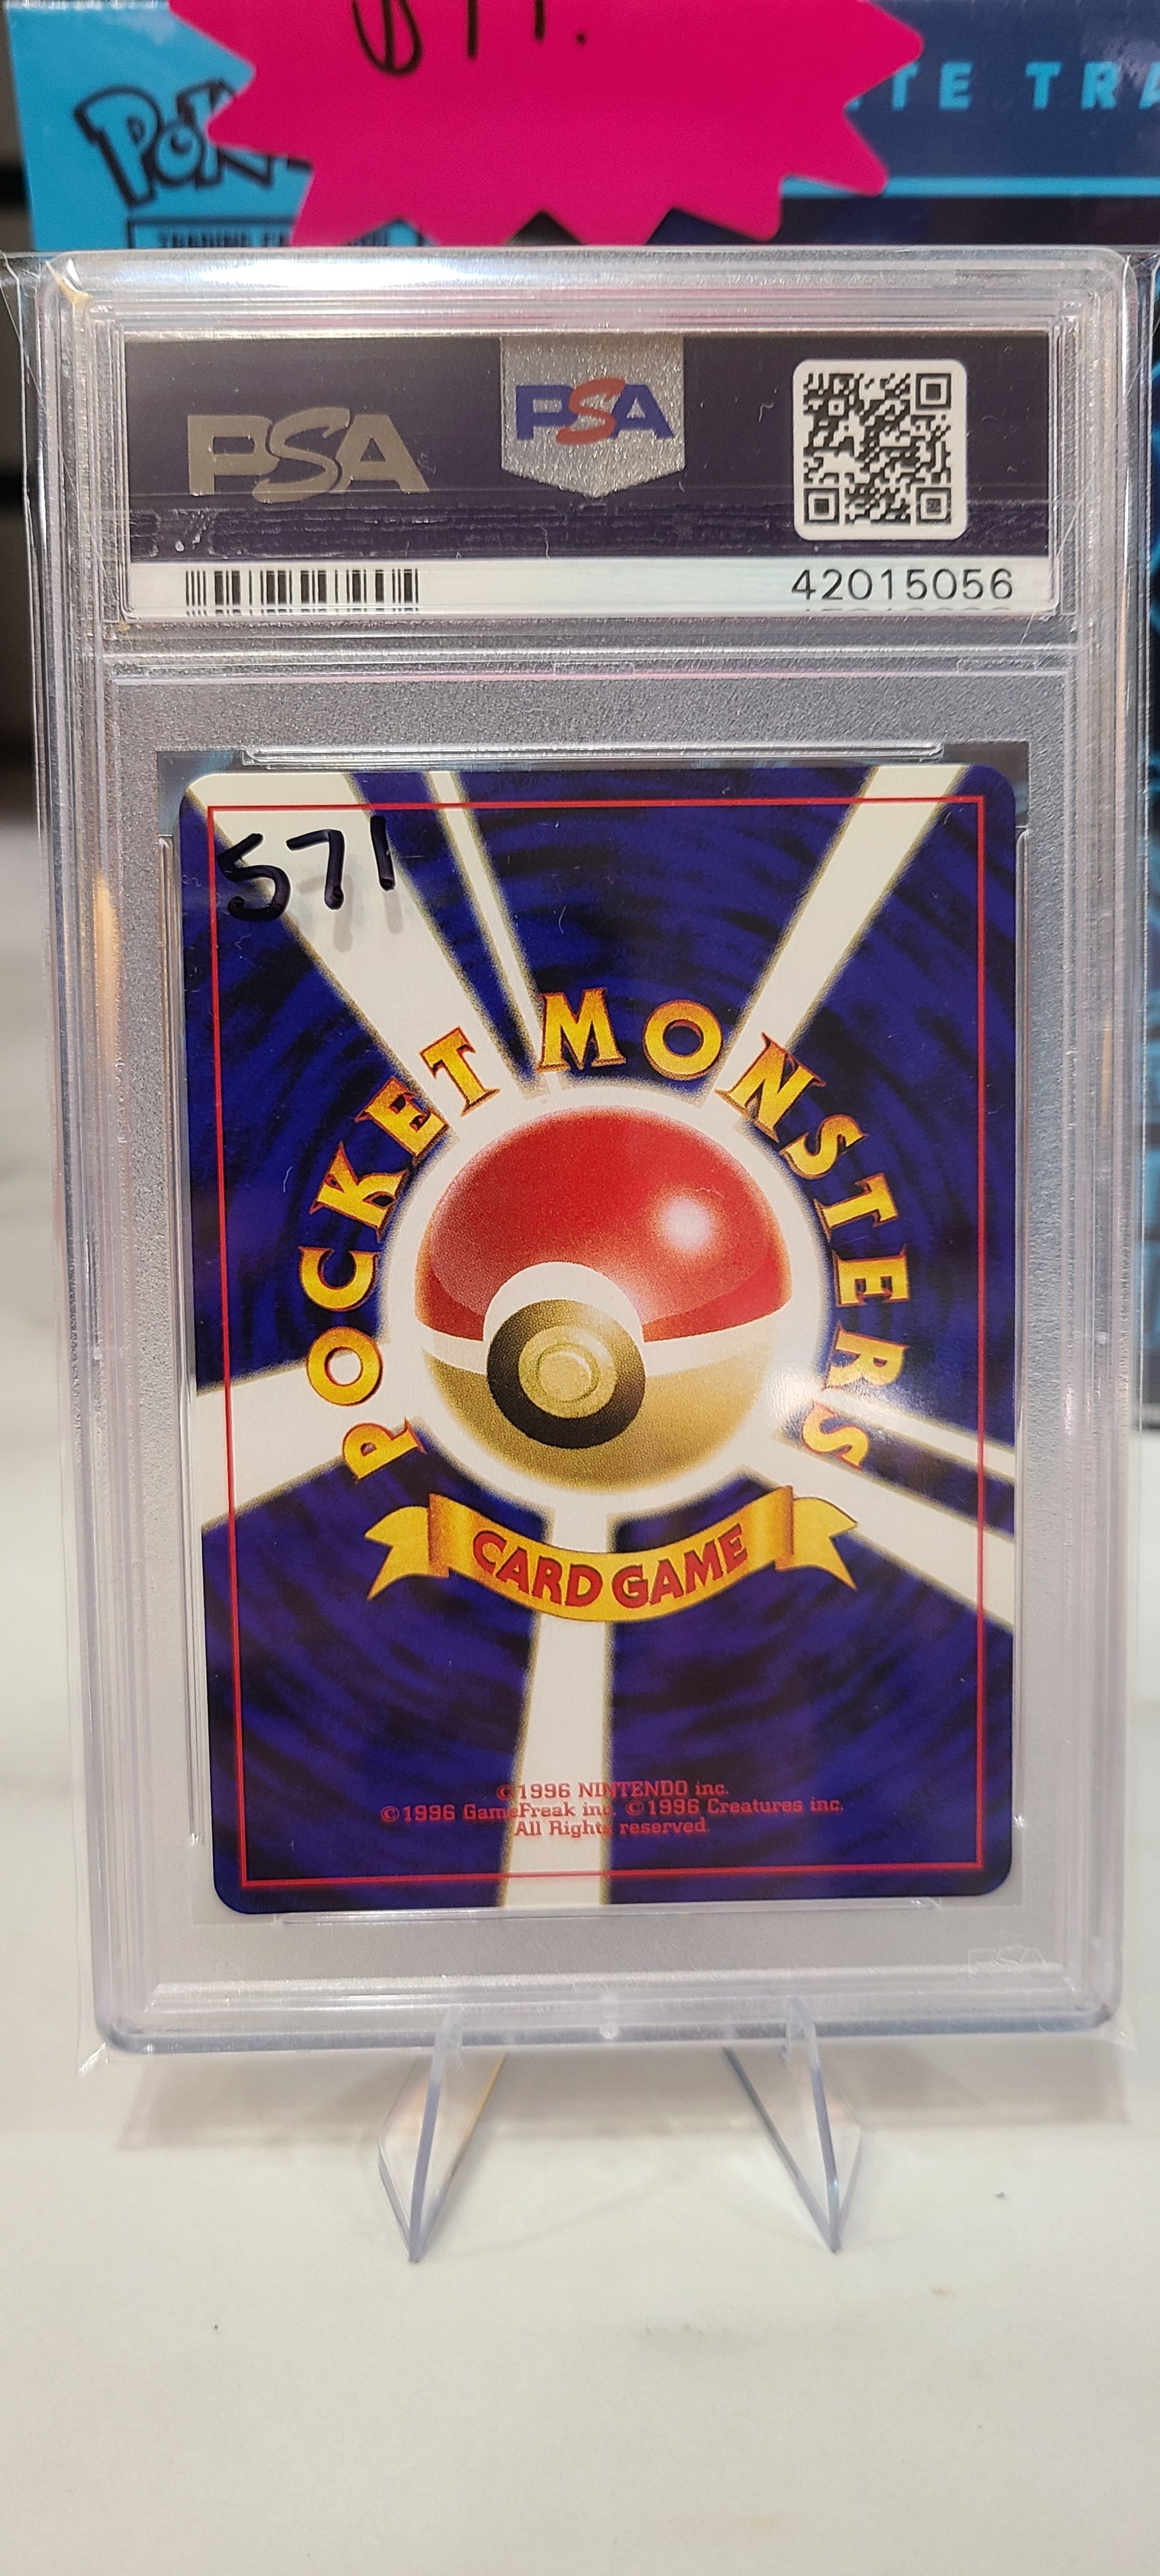 PSA
PSA
42015056
571
POCKET MONSTERS
CARD GAME
©1996 NINTENDO inc.
©1996 GameFreak inc. ©1996 Creatures inc.
All Rights reserved.
PSA